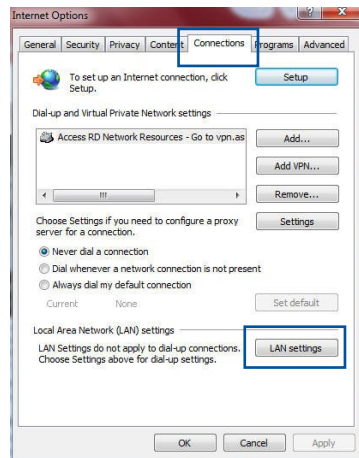 Internet Options
General Security Privacy Content Connections Programs Advanced
To set up an Internet connection, click
Setup.
Setup
Dial-up and Virtual Private Network settings
Access RD Network Resources - Go to vpn.as
Add...
Add VPN...
Remove...
Choose Settings if you need to configure a proxy
server for a connection.
Settings
Never dial a connection
Dial whenever a network connection is not present
Always dial my default connection
Current None
Set default
Local Area Network (LAN) settings
LAN Settings do not apply to dial-up connections.
Choose Settings above for dial-up settings.
LAN settings
OK Cancel Apply